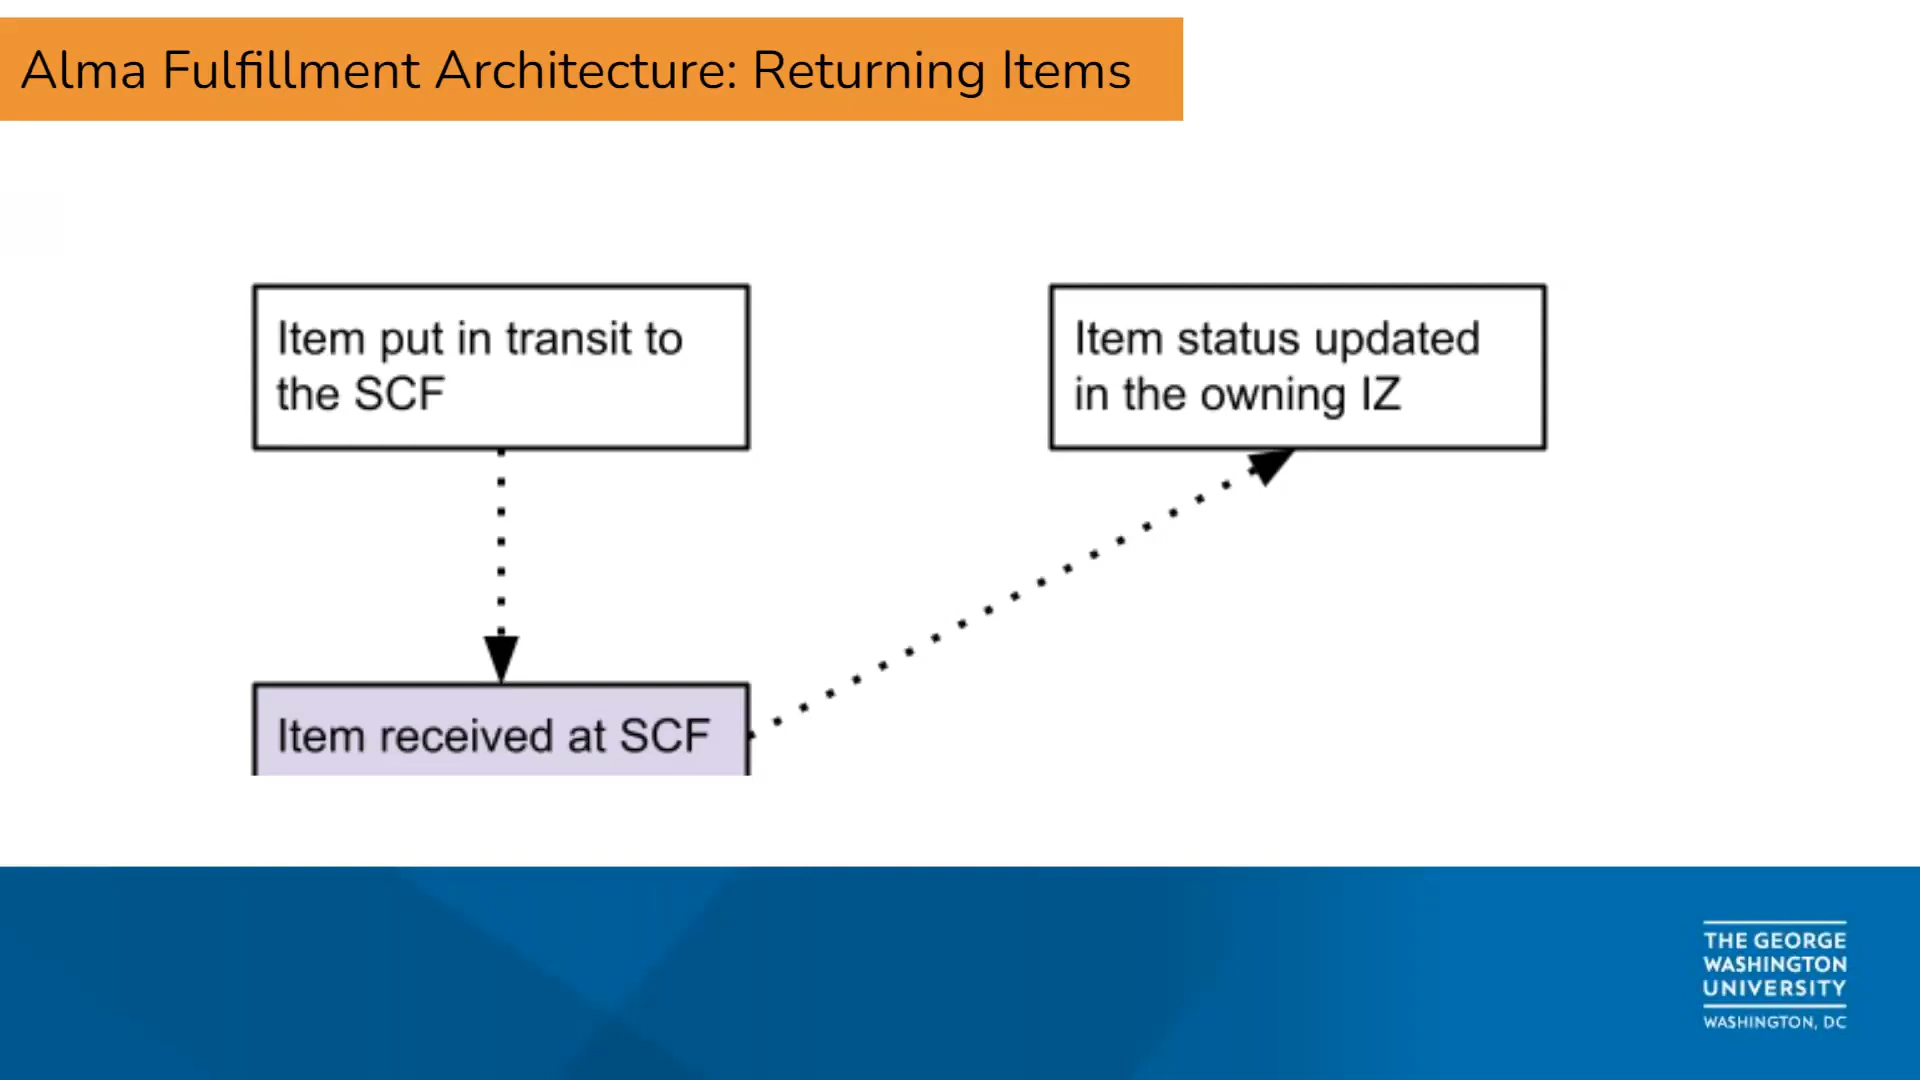 Alma Fulfillment Architecture: Returning Items
Item put in transit to
the SCF
Item status updated
in the owning IZ
Item received at SCF
THE GEORGE
WASHINGTON
UNIVERSITY
WASHINGTON, DC